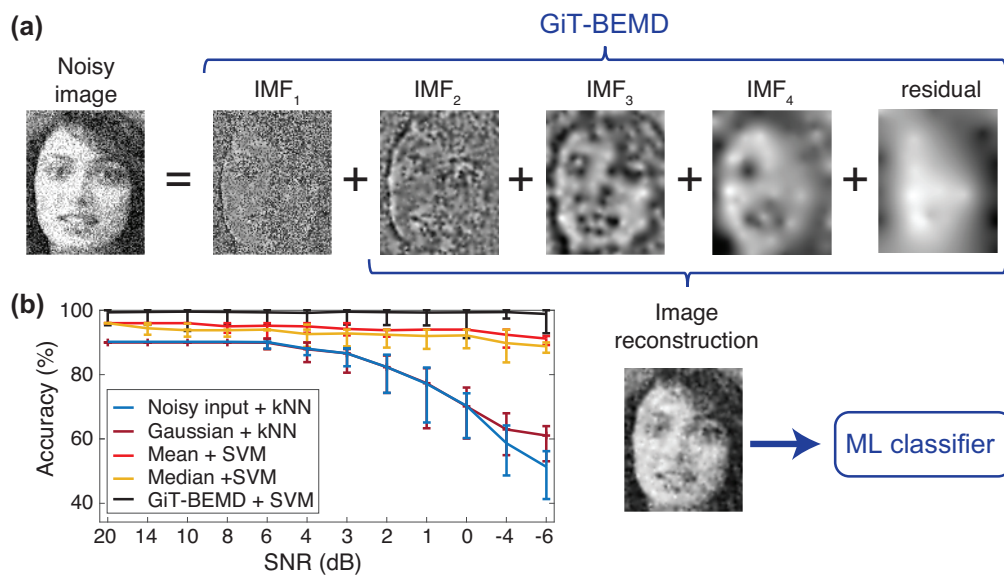 (a)
GiT-BEMD
Noisy
image
IMF1
IMF2
IMF3
IMF4
residual
= + + + +
(b)
Image
reconstruction
ML classifier
Accuracy (%)
100
80
60
40
Noisy input + kNN
Gaussian + kNN
Mean + SVM
Median +SVM
GiT-BEMD + SVM
20 14 10 8 6 4 3 2 1 0 -4 -6
SNR (dB)